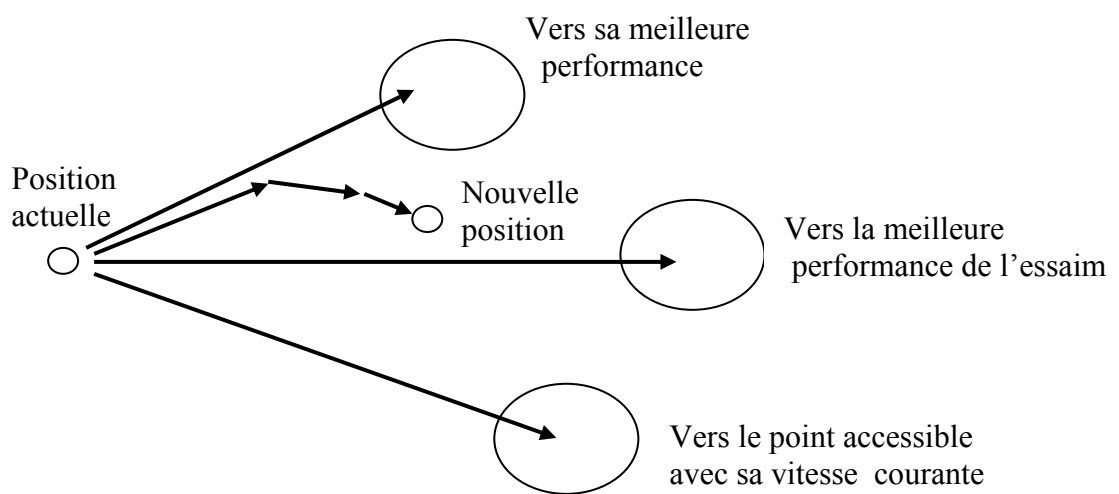 Vers sa meilleure
performance
Position
actuelle
Nouvelle
position
Vers la meilleure
performance de l’essaim
Vers le point accessible
avec sa vitesse courante